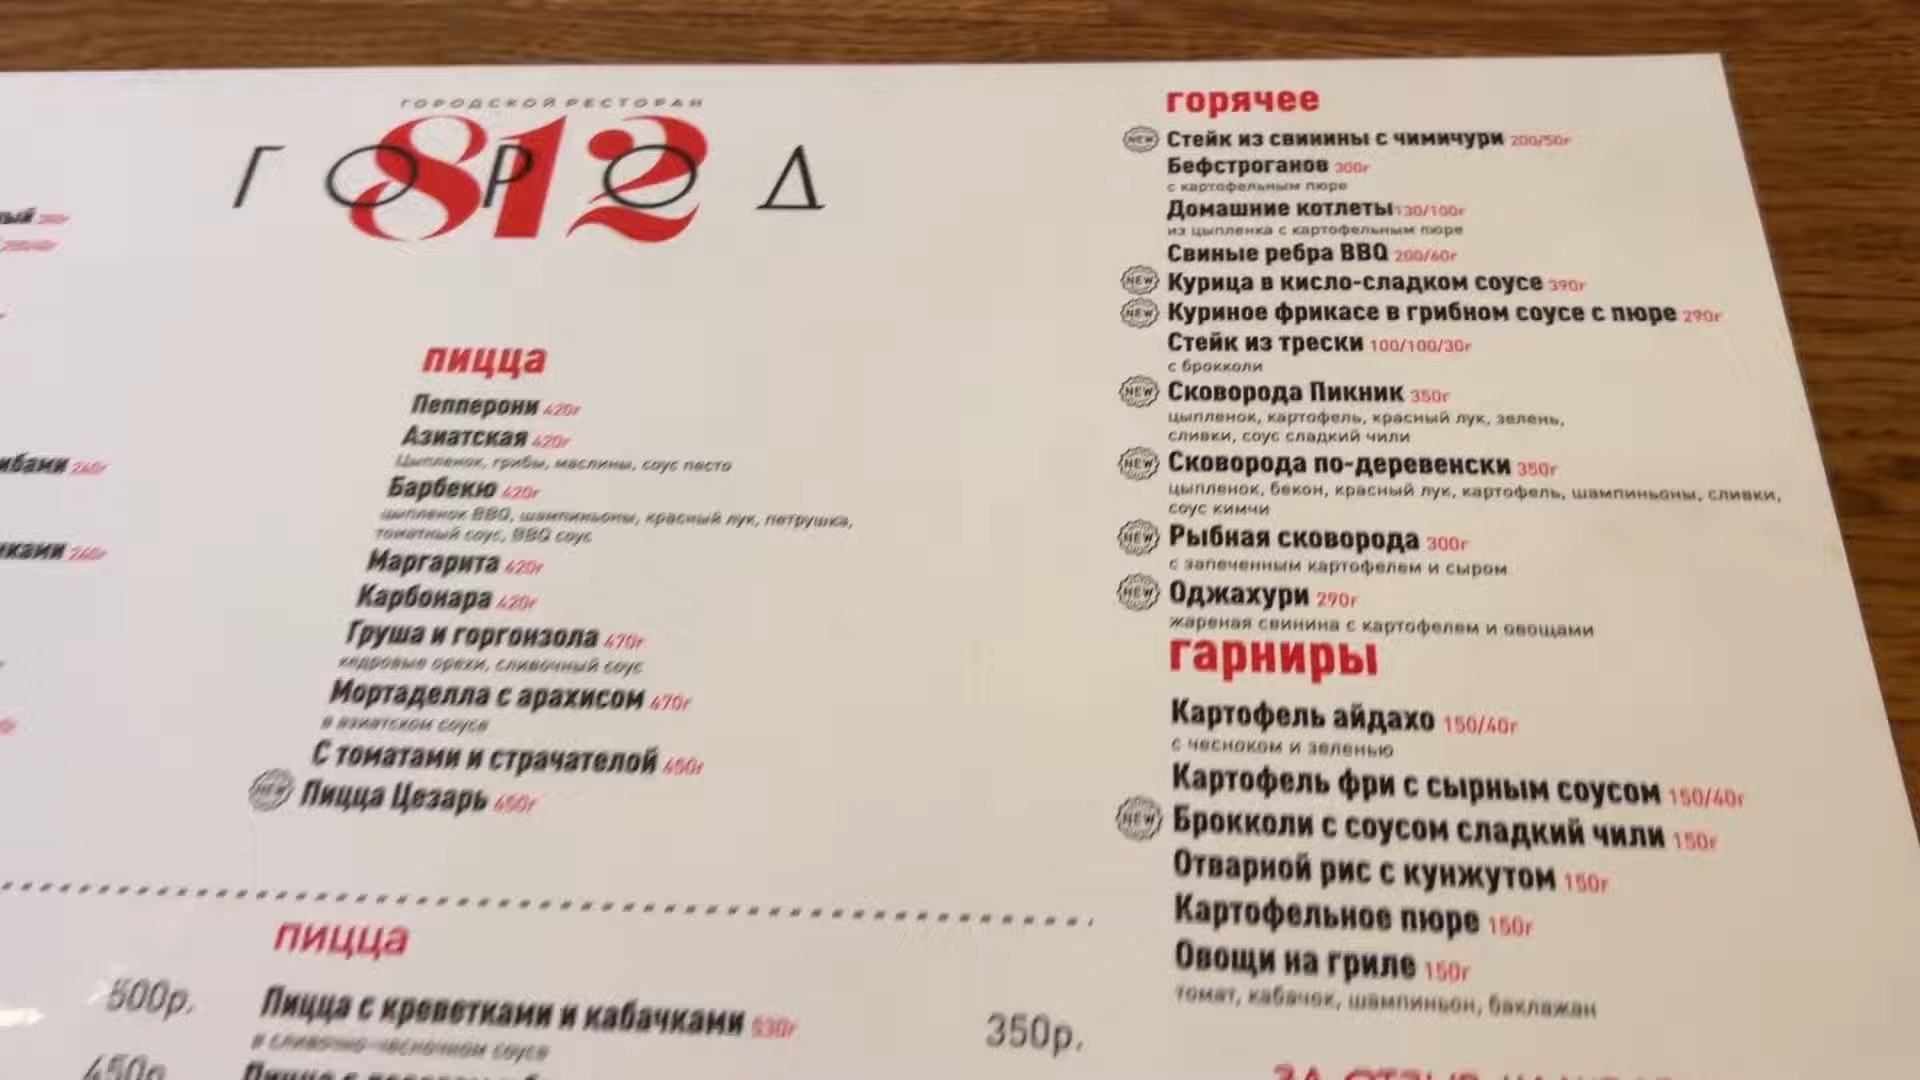 ГОРОДСКОЙ РЕСТОРАН
ГОРОД
812
ный
ибами 260г
ками 260г
пицца
Пепперони 420г
Азиатская 420г
Цыпленок, грибы, маслины, соус песто
Барбекю 420г
цыпленок BBQ, шампиньоны, красный лук, петрушка,
томатный соус, BBQ соус
Маргарита 420г
Карбонара 420г
Груша и горгонзола 470г
кедровые орехи, сливочный соус
Мортаделла с арахисом 470г
в азиатском соусе
С томатами и страчателой 450г
NEW Пицца Цезарь 450г
пицца
500р.
Пицца с креветками и кабачками 530г
350р.
в сливочно-чесночном соусе
450р
горячее
NEW Стейк из свинины с чимичури 200/50г
Бефстроганов 300г
с картофельным пюре
Домашние котлеты 130/100г
из цыпленка с картофельным пюре
Свиные ребра BBQ 200/60г
NEW Курица в кисло-сладком соусе 390г
NEW Куриное фрикасе в грибном соусе с пюре 290г
Стейк из трески 100/100/30г
с брокколи
NEW Сковорода Пикник 350г
цыпленок, картофель, красный лук, зелень,
сливки, соус сладкий чили
NEW Сковорода по-деревенски 350г
цыпленок, бекон, красный лук, картофель, шампиньоны, сливки,
соус кимчи
NEW Рыбная сковорода 300г
с запеченным картофелем и сыром
NEW Оджахури 290г
жареная свинина с картофелем и овощами
гарниры
Картофель айдахо 150/40г
с чесноком и зеленью
Картофель фри с сырным соусом 150/40г
NEW Брокколи с соусом сладкий чили 150г
Отварной рис с кунжутом 150г
Картофельное пюре 150г
Овощи на гриле 150г
томат, кабачок, шампиньон, баклажан